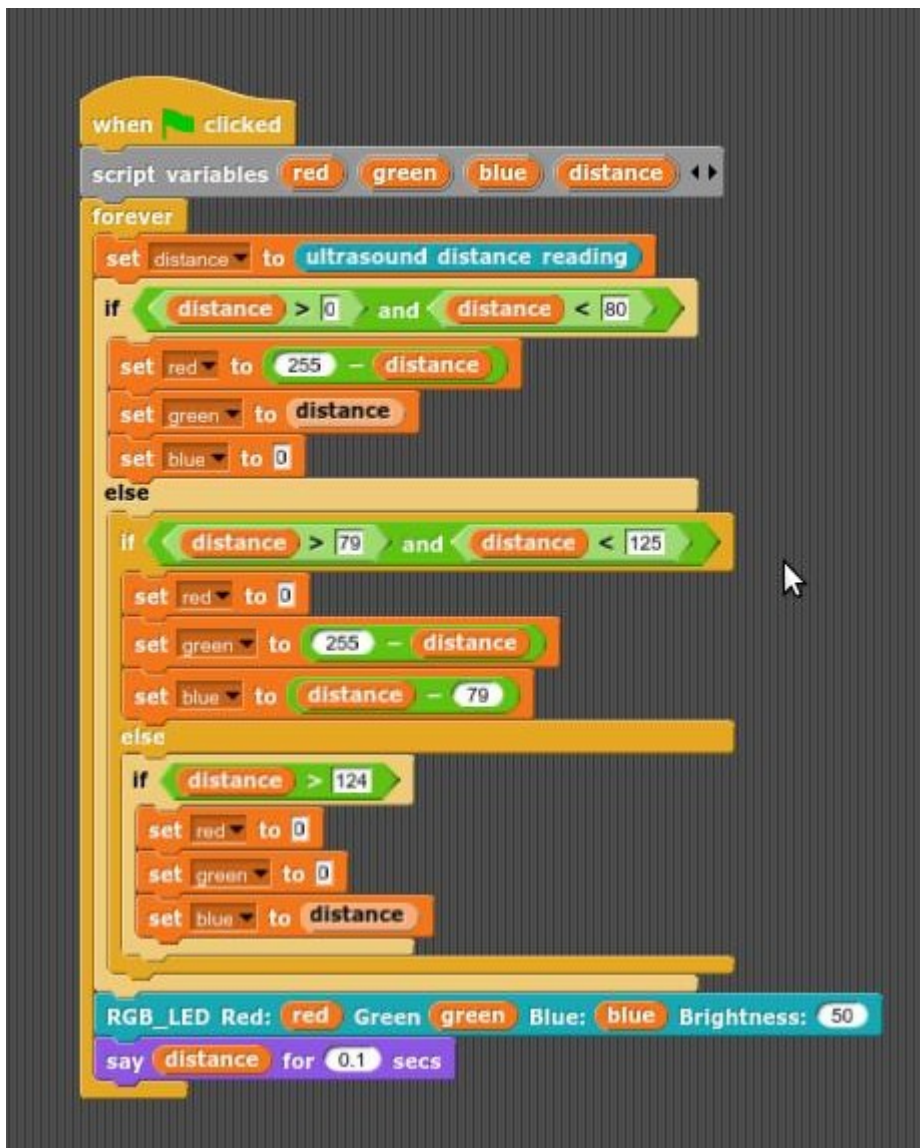 when clicked
script variables red green blue distance
forever
set distance to ultrasound distance reading
if distance > 0 and distance < 80
set red to 255 − distance
set green to distance
set blue to 0
else
if distance > 79 and distance < 125
set red to 0
set green to 255 − distance
set blue to distance − 79
else
if distance > 124
set red to 0
set green to 0
set blue to distance
RGB_LED Red: red Green green Blue: blue Brightness: 50
say distance for 0.1 secs